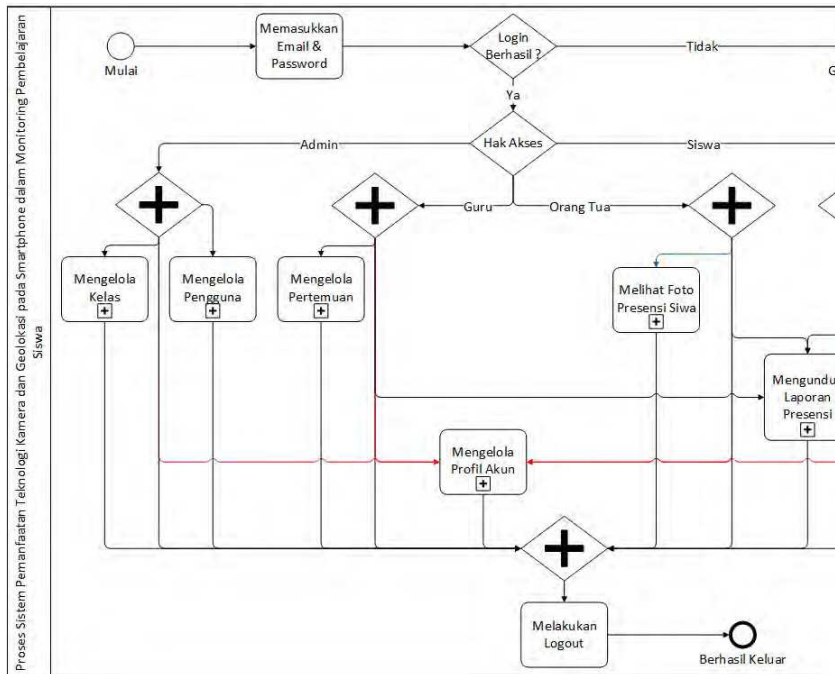 Proses Sistem Pemanfaatan Teknologi Kamera dan Geolokasi pada Smartphone dalam Monitoring Pembelajaran
Siswa
Mulai
Memasukkan
Email &
Password
Login
Berhasil ?
Tidak
G
Ya
Hak Akses
Admin
Siswa
Guru
Orang Tua
Mengelola
Kelas
Mengelola
Pengguna
Mengelola
Pertemuan
Melihat Foto
Presensi Siwa
Mengundu
Laporan
Presensi
Mengelola
Profil Akun
Melakukan
Logout
Berhasil Keluar